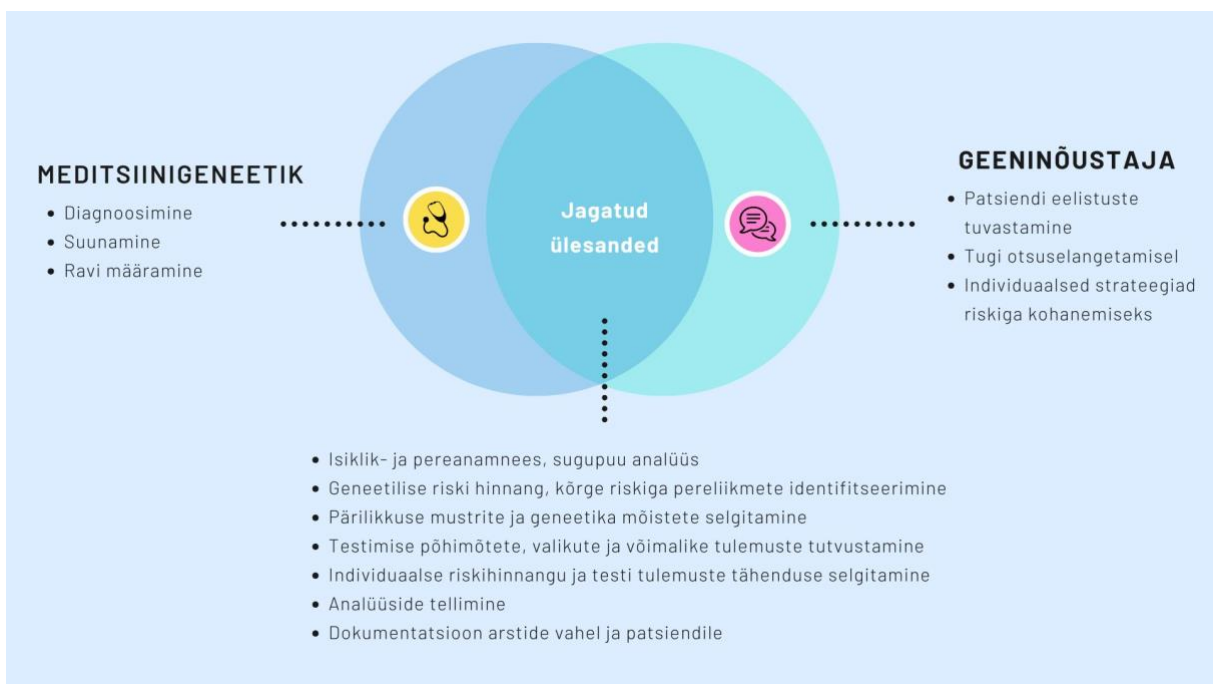 MEDITSIINIGENEETIK
• Diagnoosimine
• Suunamine
• Ravi määramine
Jagatud
ülesanded
GEENINÕUSTAJA
• Patsiendi eelistuste
tuvastamine
• Tugi otsuselangetamisel
• Individuaalsed strateegiad
riskiga kohanemiseks
• Isiklik- ja pereanamnees, sugupuu analüüs
• Geneetilise riski hinnang, kõrge riskiga pereliikmete identifitseerimine
• Pärilikkuse mustrite ja geneetika mõistete selgitamine
• Testimise põhimõtete, valikute ja võimalike tulemuste tutvustamine
• Individuaalse riskihinnangu ja testi tulemuste tähenduse selgitamine
• Analüüside tellimine
• Dokumentatsioon arstide vahel ja patsiendile